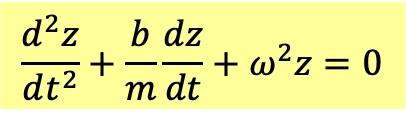 d²z/dt² + b/m dz/dt + ω²z = 0